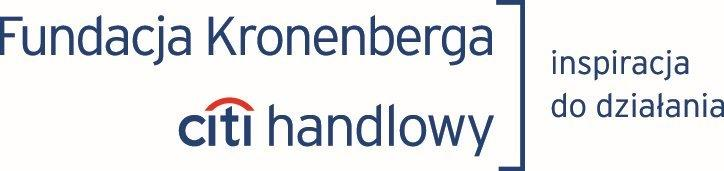 Fundacja Kronenberga
citi handlowy
inspiracja
do działania